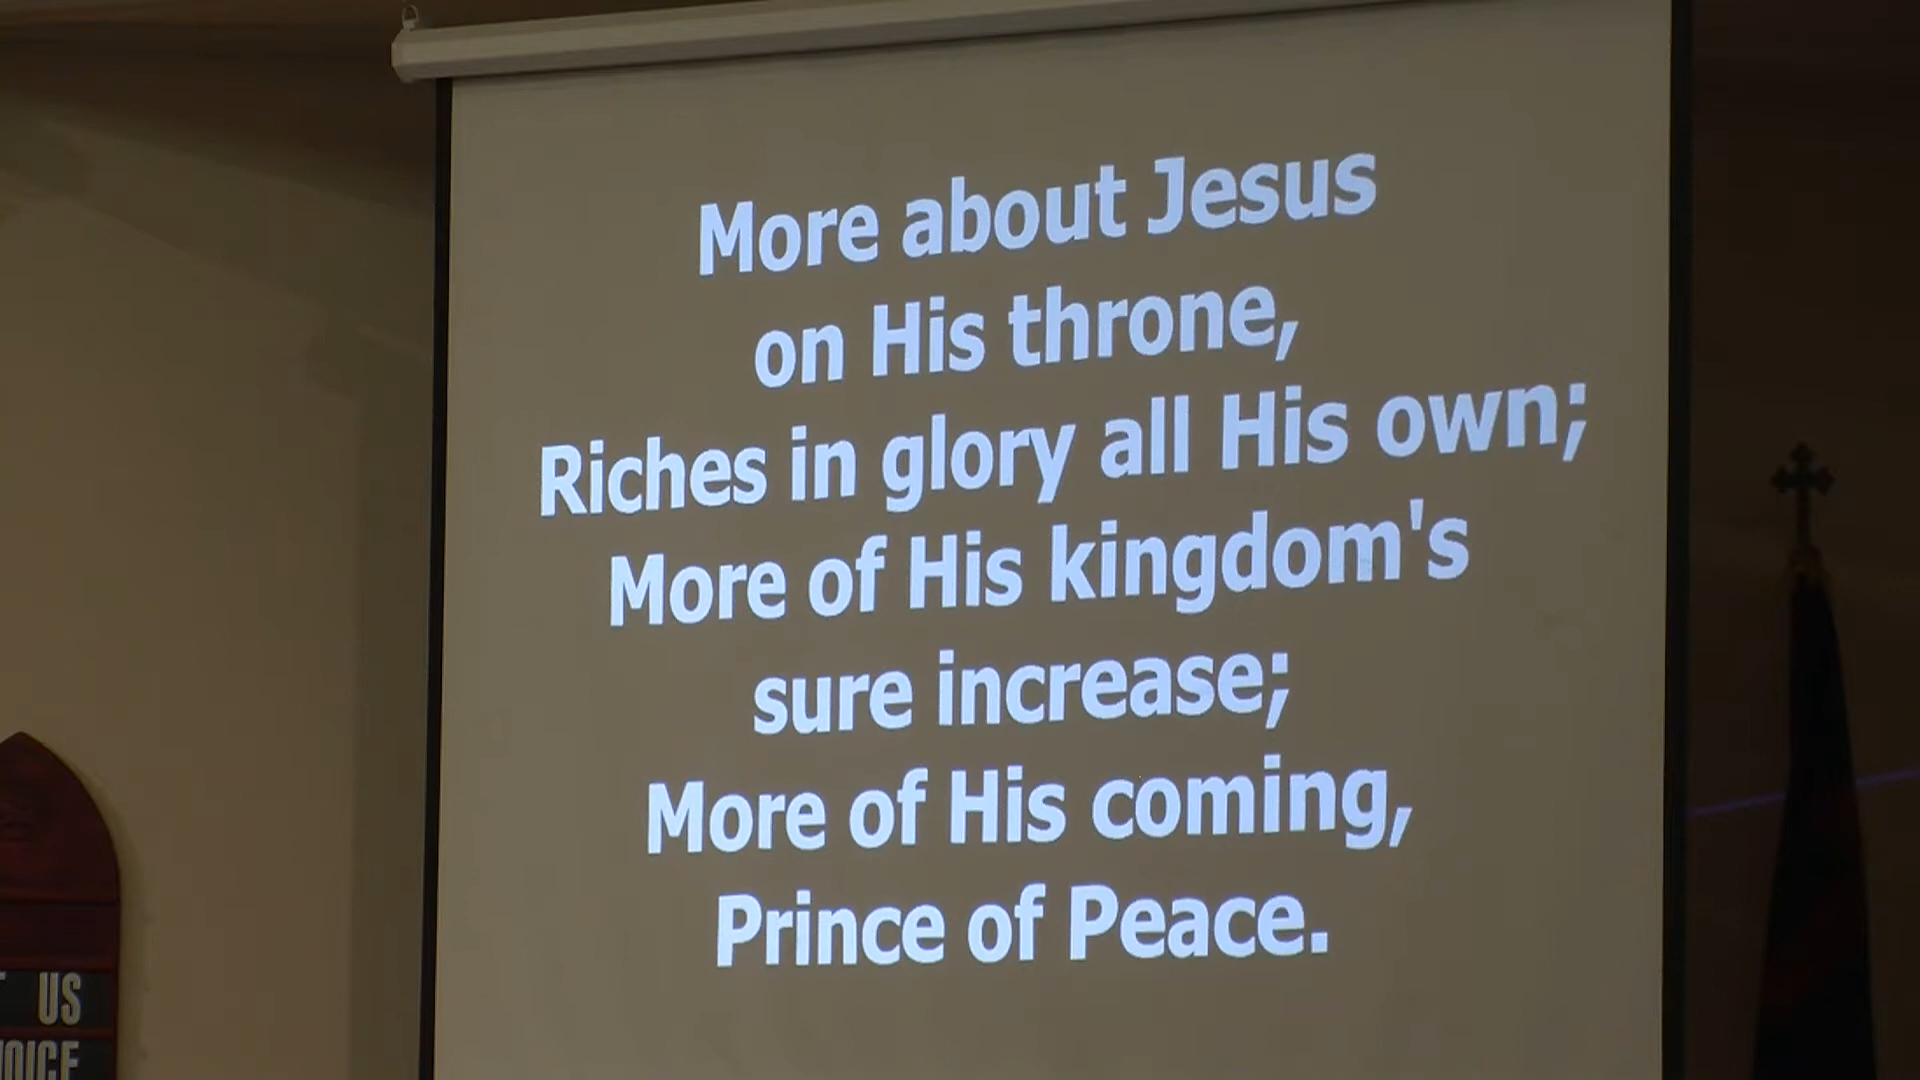 More about Jesus
on His throne,
Riches in glory all His own;
More of His kingdom's
sure increase;
More of His coming,
Prince of Peace.
US